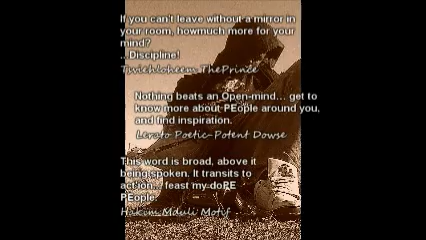 If you can't leave without a mirror in
your room, howmuch more for your
mind?
...Discipline!
Twiehloheem ThePrince
Nothing beats an Open-mind... get to
know more about PEople around you,
and find inspiration.
Lerato Poetic-Potent Dowse
This word is broad, above it
being spoken. It transits to
action... feast my doPE
PEople.
Hakim Mduli Motif